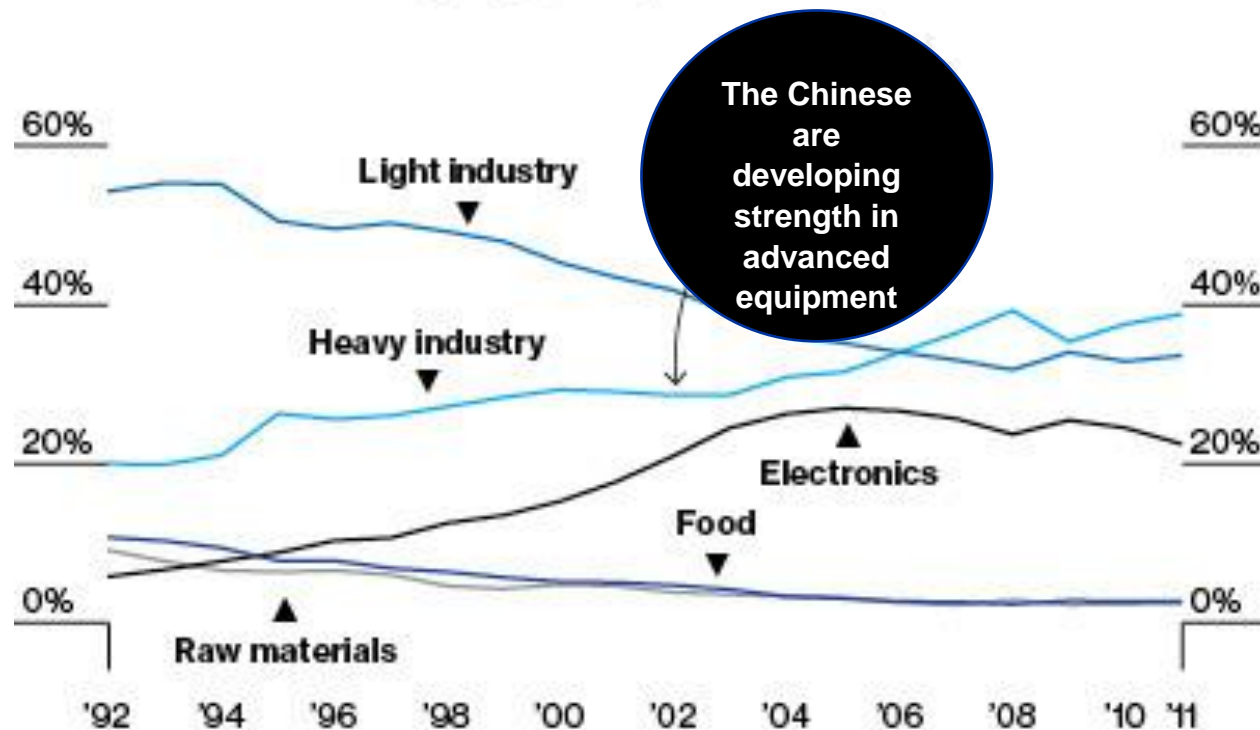 The Chinese
are
developing
strength in
advanced
equipment
60%
60%
Light industry
40%
40%
Heavy industry
20%
20%
Electronics
Food
0%
0%
Raw materials
'92 '94 '96 '98 '00 '02 '04 '06 '08 '10 '11